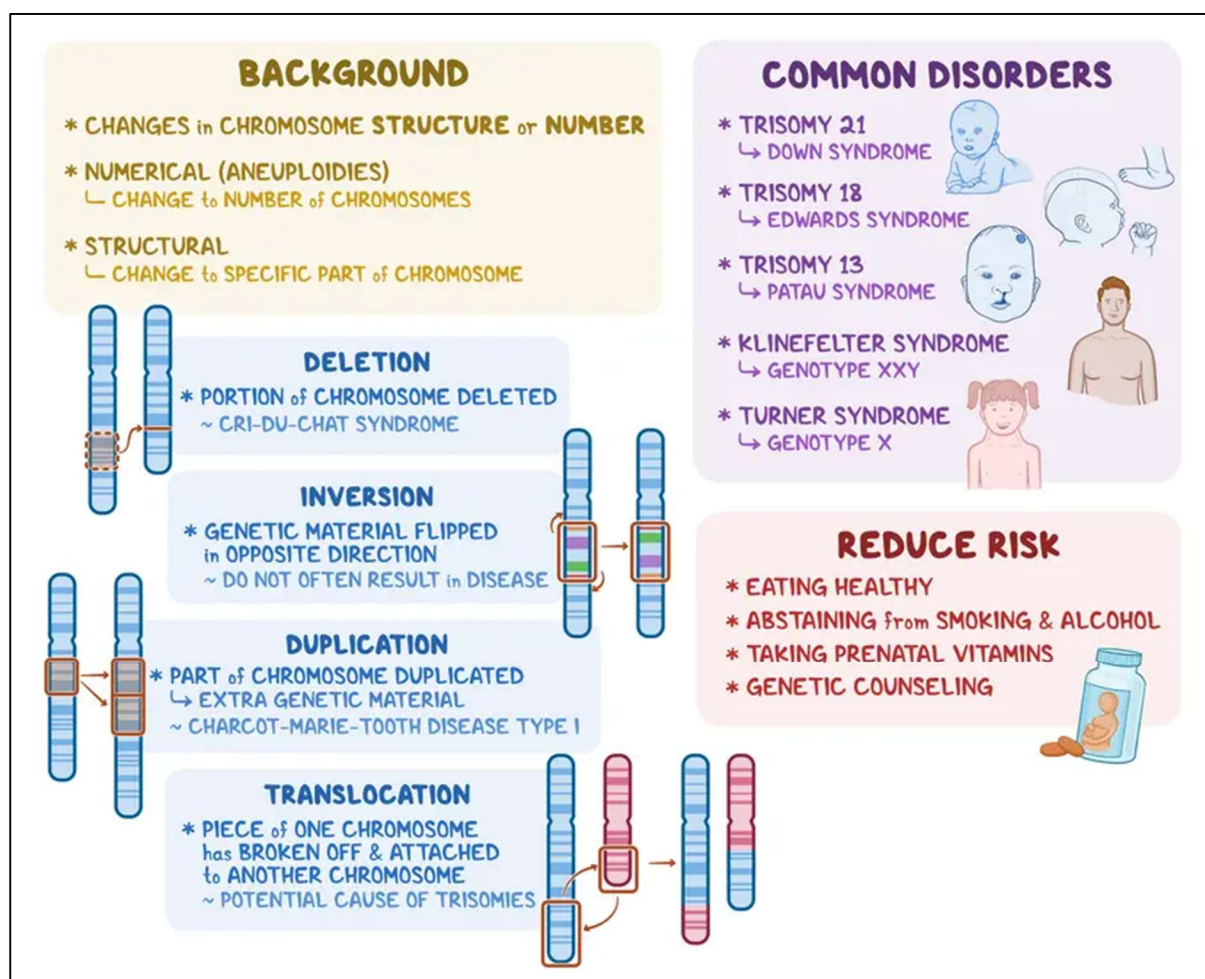 BACKGROUND
* CHANGES in CHROMOSOME STRUCTURE or NUMBER
* NUMERICAL (ANEUPLOIDIES)
↳ CHANGE to NUMBER of CHROMOSOMES
* STRUCTURAL
↳ CHANGE to SPECIFIC PART of CHROMOSOME
DELETION
* PORTION of CHROMOSOME DELETED
~ CRI-DU-CHAT SYNDROME
INVERSION
* GENETIC MATERIAL FLIPPED
in OPPOSITE DIRECTION
~ DO NOT OFTEN RESULT in DISEASE
DUPLICATION
* PART of CHROMOSOME DUPLICATED
↳ EXTRA GENETIC MATERIAL
~ CHARCOT-MARIE-TOOTH DISEASE TYPE I
TRANSLOCATION
* PIECE of ONE CHROMOSOME
has BROKEN OFF & ATTACHED
to ANOTHER CHROMOSOME
~ POTENTIAL CAUSE OF TRISOMIES
COMMON DISORDERS
* TRISOMY 21
↳ DOWN SYNDROME
* TRISOMY 18
↳ EDWARDS SYNDROME
* TRISOMY 13
↳ PATAU SYNDROME
* KLINEFELTER SYNDROME
↳ GENOTYPE XXY
* TURNER SYNDROME
↳ GENOTYPE X
REDUCE RISK
* EATING HEALTHY
* ABSTAINING from SMOKING & ALCOHOL
* TAKING PRENATAL VITAMINS
* GENETIC COUNSELING